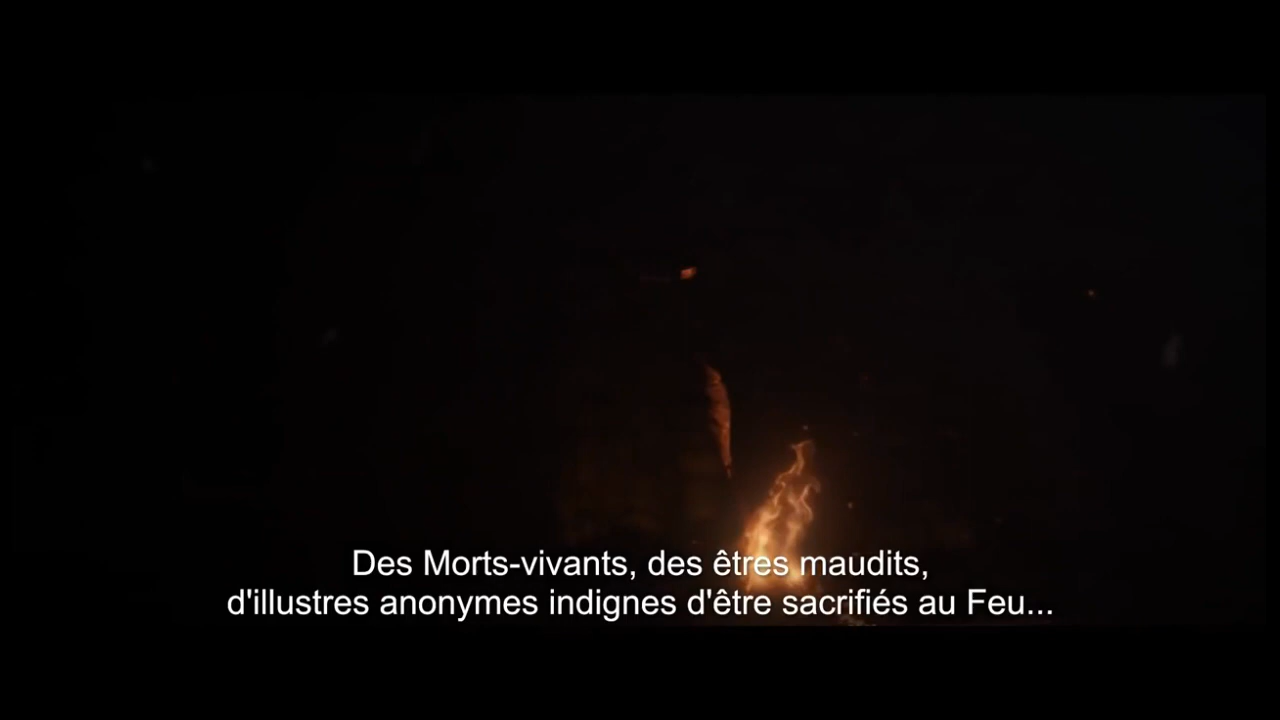 Des Morts-vivants, des êtres maudits,
d'illustres anonymes indignes d'être sacrifiés au Feu...